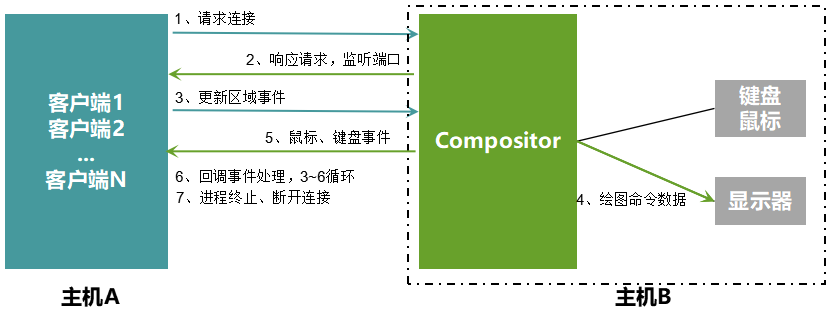 1、请求连接
2、响应请求，监听端口
客户端1
客户端2
...
客户端N
3、更新区域事件
5、鼠标、键盘事件
6、回调事件处理，3~6循环
7、进程终止、断开连接
Compositor
键盘
鼠标
4、绘图命令数据
显示器
主机A
主机B